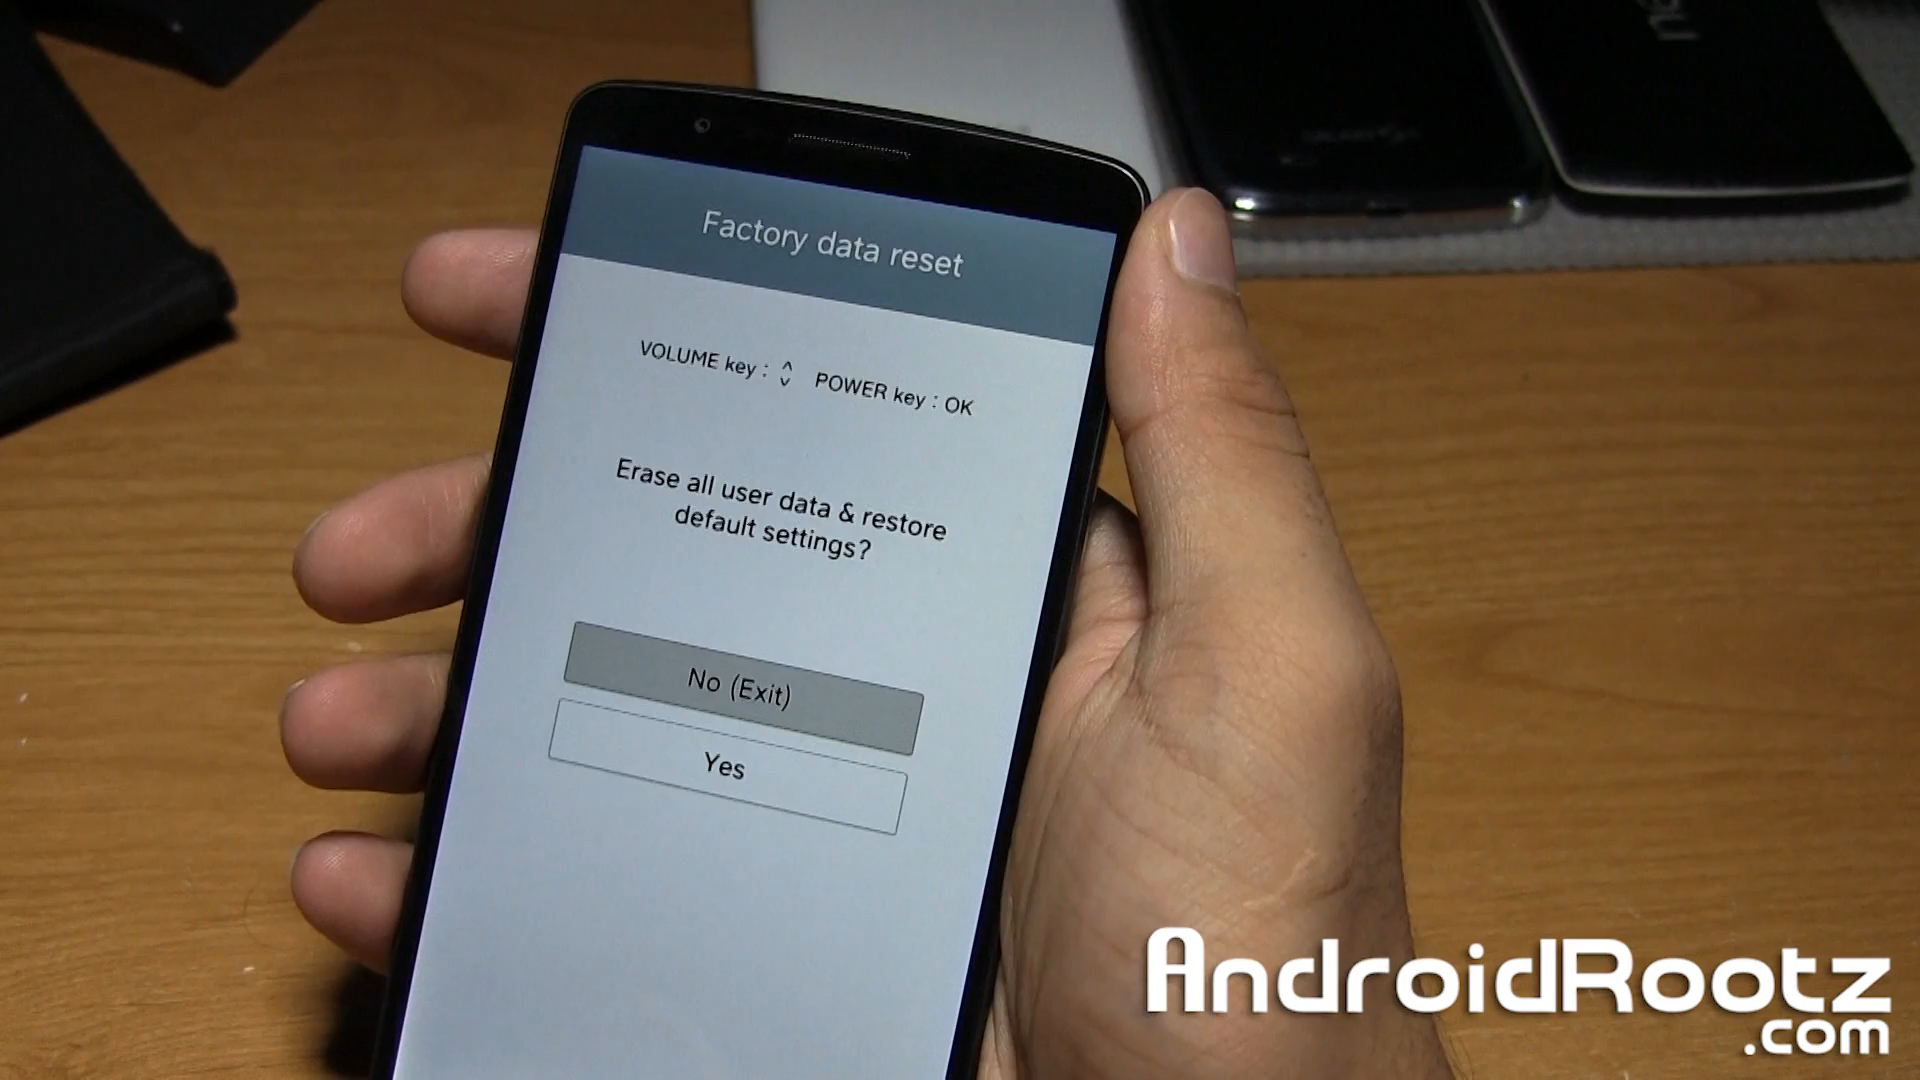 Factory data reset
VOLUME key : POWER key : OK
Erase all user data & restore
default settings?
No (Exit)
Yes
AndroidRootz
.com